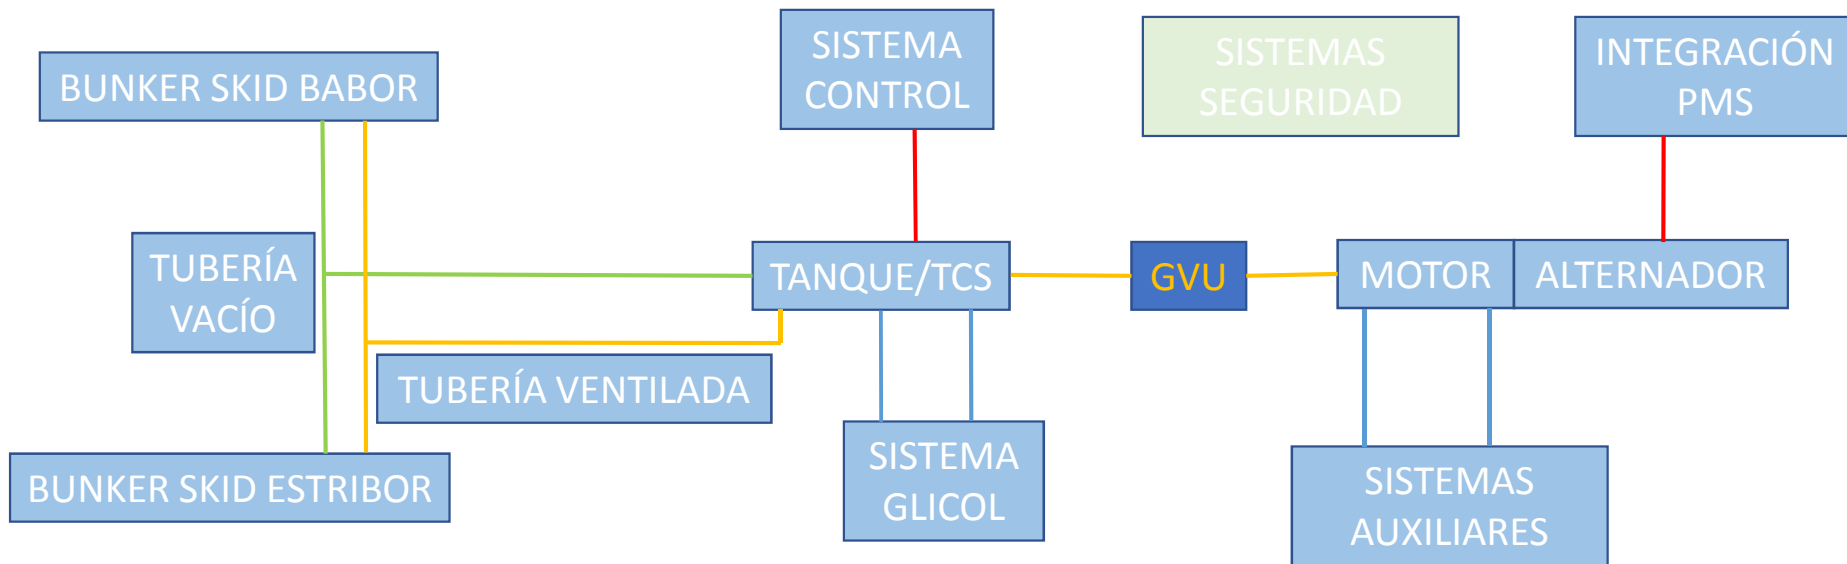 BUNKER SKID BABOR
SISTEMA
CONTROL
SISTEMAS
SEGURIDAD
INTEGRACIÓN
PMS
TUBERÍA
VACÍO
TANQUE/TCS
GVU
MOTOR
ALTERNADOR
TUBERÍA VENTILADA
BUNKER SKID ESTRIBOR
SISTEMA
GLICOL
SISTEMAS
AUXILIARES